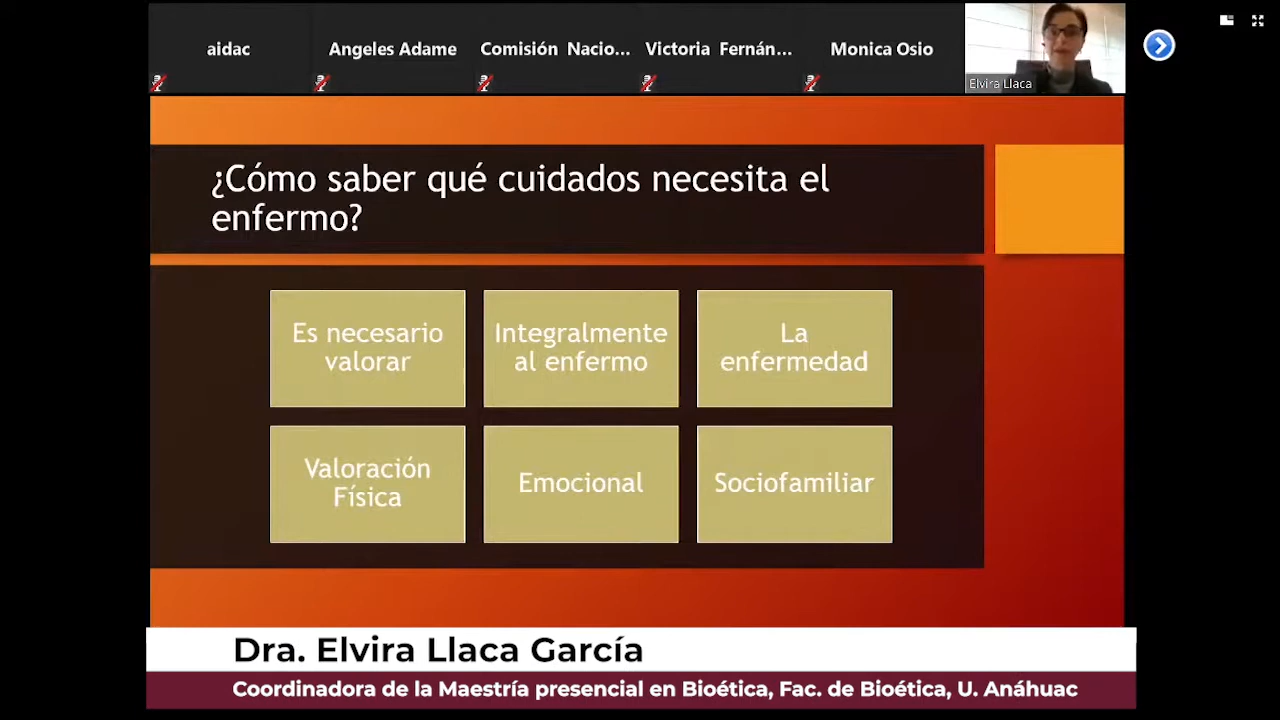 aidac
Angeles Adame
Comisión Nacio...
Victoria Fernán...
Monica Osio
Elvira Llaca
¿Cómo saber qué cuidados necesita el
enfermo?
Es necesario
valorar
Integralmente
al enfermo
La
enfermedad
Valoración
Física
Emocional
Sociofamiliar
Dra. Elvira Llaca García
Coordinadora de la Maestría presencial en Bioética, Fac. de Bioética, U. Anáhuac